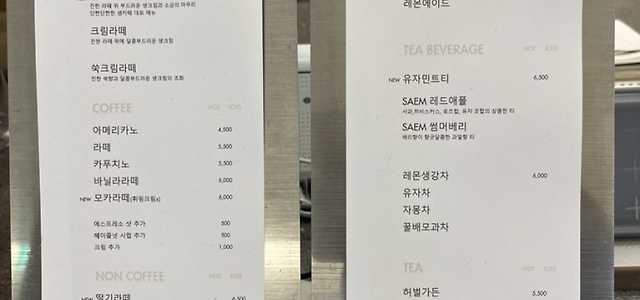 진한 라떼 위 부드러운 생크림과 소금의 마무리
단짠단짠한 생카페 대표 메뉴
크림라떼
진한 라떼 위에 달콤부드러운 생크림
쑥크림라떼
진한 쑥향과 달콤부드러운 생크림의 조화
COFFEE HOT ICED
아메리카노 4,500
라떼 5,500
카푸치노 5,500
바닐라라떼 6,000
NEW 모카라떼(휘핑크림x) 6,000
에스프레소 샷 추가 500
헤이즐넛 시럽 추가 500
크림 추가 1,000
NON COFFEE HOT ICED
NEW 딸기라떼 6,500
레몬에이드
TEA BEVERAGE HOT ICED
NEW 유자민트티 6,500
SAEM 레드애플
사과,히비스커스, 로즈힙, 유자 조합의 상큼한 티
SAEM 썸머베리
베리향이 향긋달콤한 과일향 티
레몬생강차 6,000
유자차
자몽차
꿀배모과차
TEA HOT ICED
허벌가든 5,500